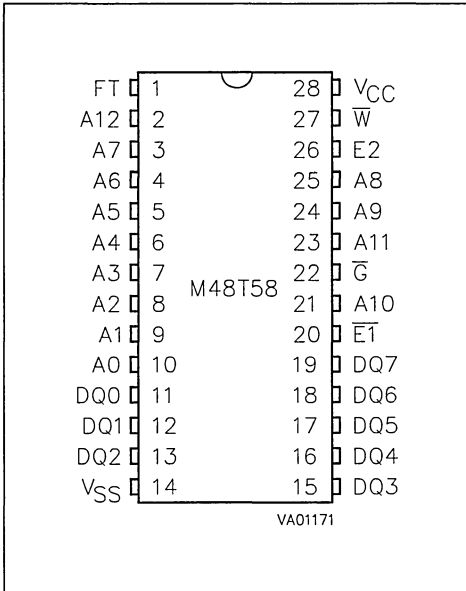 FT 1 28 VCC
A12 2 27 W̅
A7 3 26 E2
A6 4 25 A8
A5 5 24 A9
A4 6 23 A11
A3 7 22 G̅
A2 8 M48T58 21 A10
A1 9 20 E̅1̅
A0 10 19 DQ7
DQ0 11 18 DQ6
DQ1 12 17 DQ5
DQ2 13 16 DQ4
VSS 14 15 DQ3
VA01171